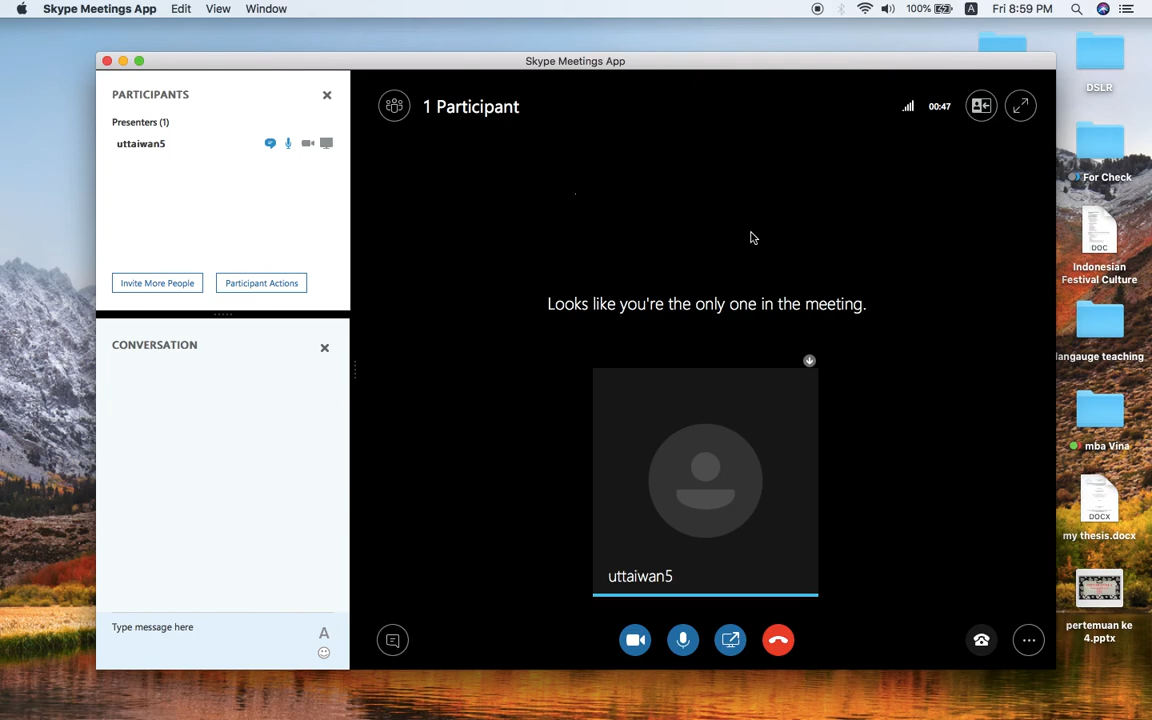 Skype Meetings App Edit View Window
100% A Fri 8:59 PM
Skype Meetings App
PARTICIPANTS
Presenters (1)
uttaiwan5
Invite More People
Participant Actions
CONVERSATION
Type message here
A
1 Participant
00:47
Looks like you're the only one in the meeting.
uttaiwan5
DSLR
For Check
DOC
Indonesian
Festival Culture
langauge teaching
mba Vina
DOCX
my thesis.docx
pertemuan ke
4.pptx